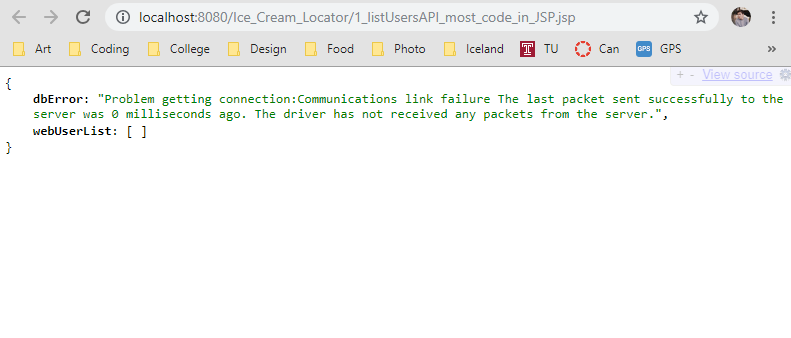 localhost:8080/Ice_Cream_Locator/1_listUsersAPI_most_code_in_JSP.jsp
Art Coding College Design Food Photo Iceland TU Can GPS GPS »
+ - View source
{
dbError: "Problem getting connection:Communications link failure The last packet sent successfully to the
server was 0 milliseconds ago. The driver has not received any packets from the server.",
webUserList: [ ]
}